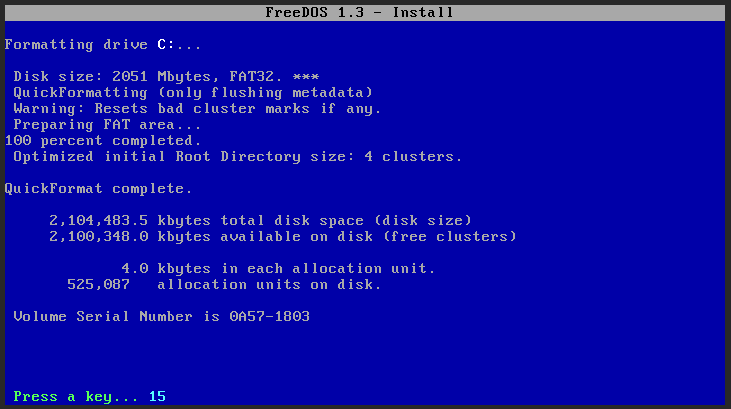 FreeDOS 1.3 - Install
Formatting drive C:...
Disk size: 2051 Mbytes, FAT32. ***
QuickFormatting (only flushing metadata)
Warning: Resets bad cluster marks if any.
Preparing FAT area...
100 percent completed.
Optimized initial Root Directory size: 4 clusters.
QuickFormat complete.
2,104,483.5 kbytes total disk space (disk size)
2,100,348.0 kbytes available on disk (free clusters)
4.0 kbytes in each allocation unit.
525,087 allocation units on disk.
Volume Serial Number is 0A57-1803
Press a key... 15